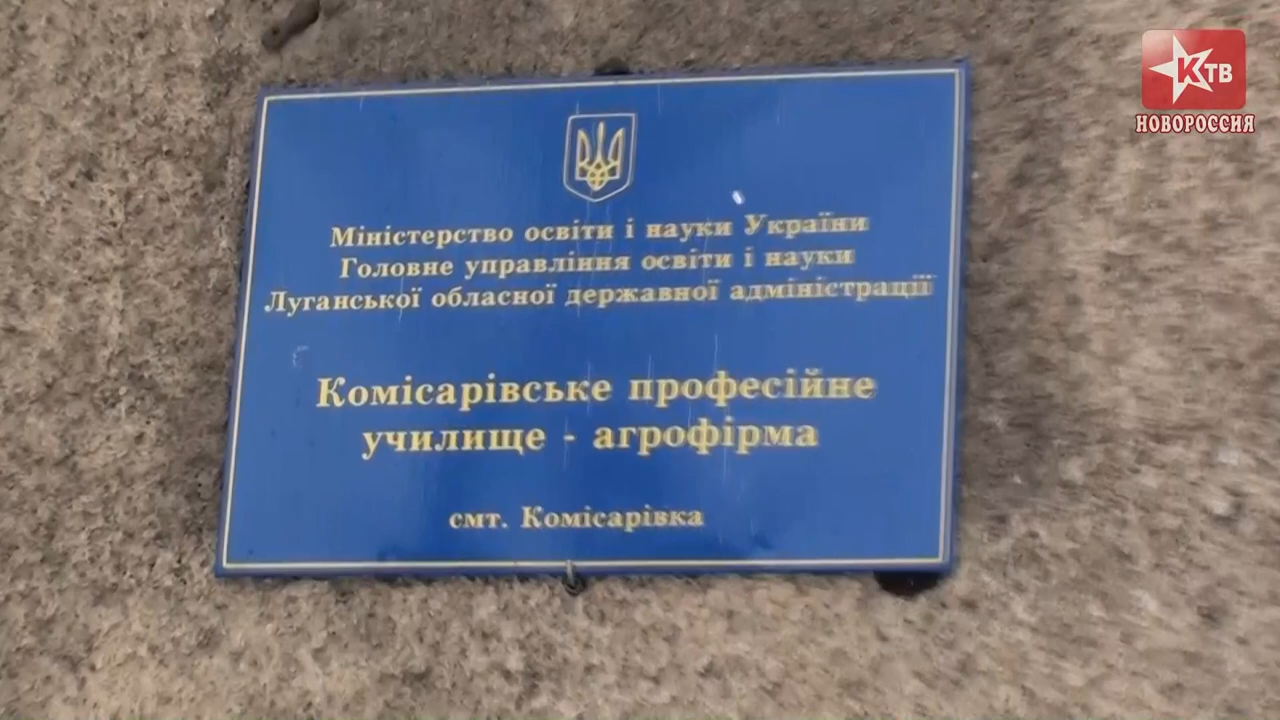 КТВ
НОВОРОССИЯ
Міністерство освіти і науки України
Головне управління освіти і науки
Луганської обласної державної адміністрації
Комісарівське професійне
училище - агрофірма
смт. Комісарівка